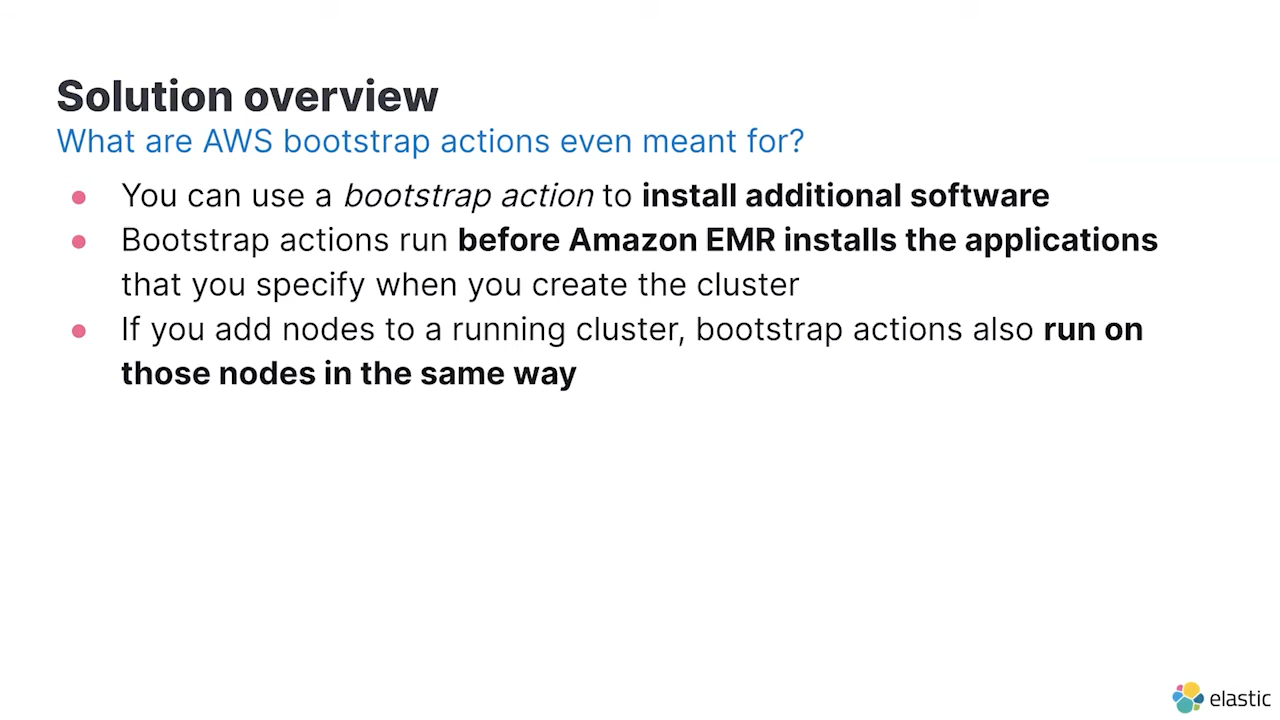 Solution overview
What are AWS bootstrap actions even meant for?
● You can use a bootstrap action to install additional software
● Bootstrap actions run before Amazon EMR installs the applications
that you specify when you create the cluster
● If you add nodes to a running cluster, bootstrap actions also run on
those nodes in the same way
elastic